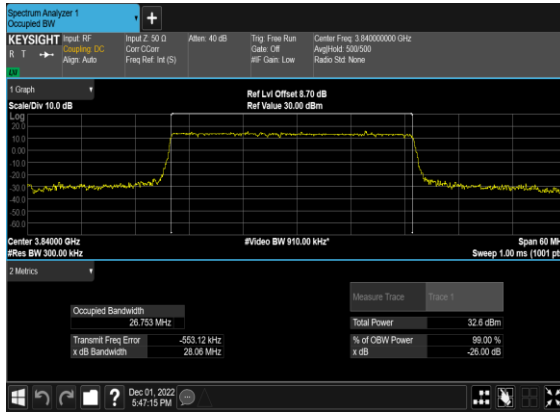 Spectrum Analyzer 1
Occupied BW
KEYSIGHT Input: RF Input Z: 50 Ω Atten: 40 dB Trig: Free Run Center Freq: 3.840000000 GHz
R T Coupling: DC Corr CCorr Gate: Off Avg|Hold: 500/500
Align: Auto Freq Ref: Int (S) #IF Gain: Low Radio Std: None
LXI
1 Graph
Ref Lvl Offset 8.70 dB
Scale/Div 10.0 dB Ref Value 30.00 dBm
Log
20.0
10.0
0.00
-10.0
-20.0
-30.0
-40.0
-50.0
-60.0
Center 3.84000 GHz #Video BW 910.00 kHz* Span 60 MH
#Res BW 300.00 kHz Sweep 1.00 ms (1001 pt
2 Metrics
Measure Trace Trace 1
Occupied Bandwidth
26.753 MHz Total Power 32.6 dBm
Transmit Freq Error -553.12 kHz % of OBW Power 99.00 %
x dB Bandwidth 28.06 MHz x dB -26.00 dB
? Dec 01, 2022
5:47:15 PM